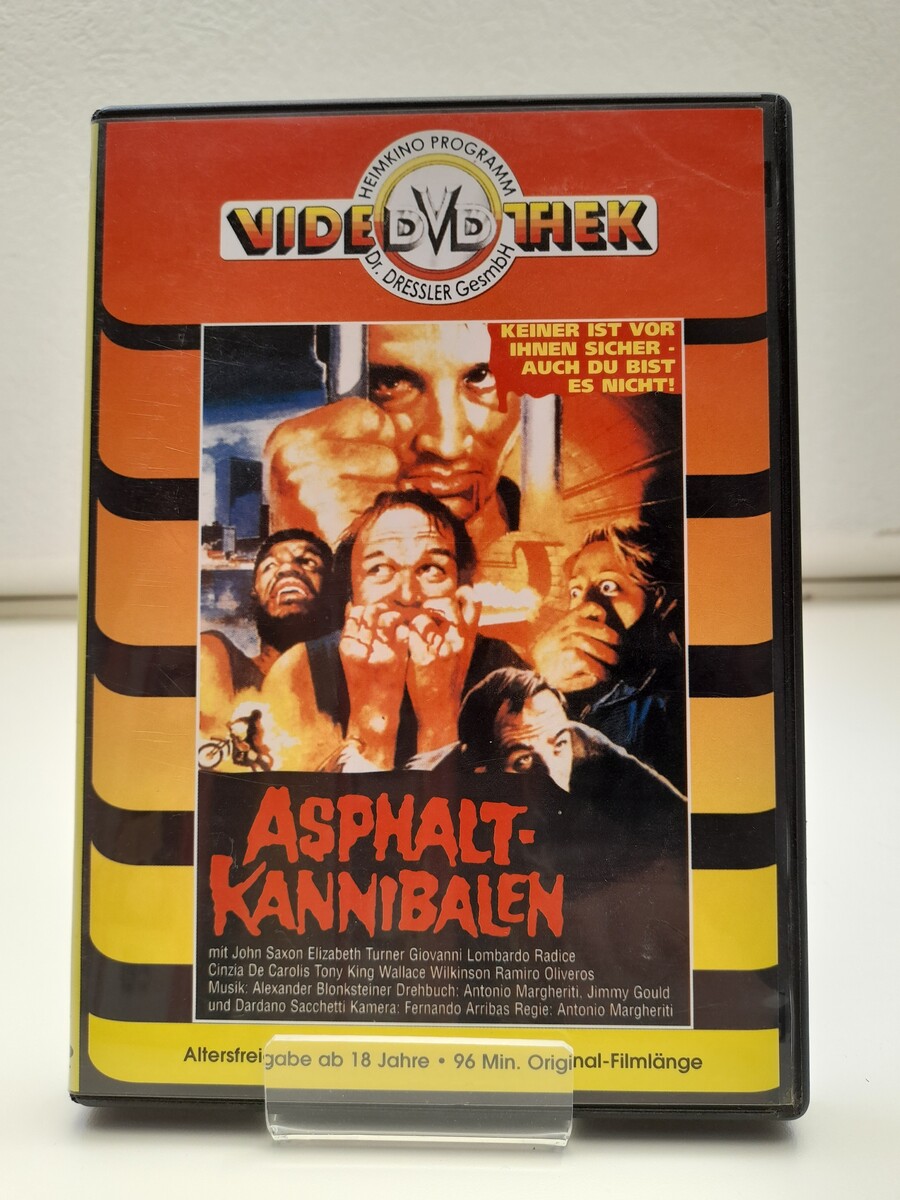 HEIMKINO PROGRAMM
VIDEDVDTHEK
Dr. DRESSLER GesmbH
KEINER IST VOR
IHNEN SICHER -
AUCH DU BIST
ES NICHT!
ASPHALT-
KANNIBALEN
mit John Saxon Elizabeth Turner Giovanni Lombardo Radice
Cinzia De Carolis Tony King Wallace Wilkinson Ramiro Oliveros
Musik: Alexander Blonksteiner Drehbuch: Antonio Margheriti, Jimmy Gould
und Dardano Sacchetti Kamera: Fernando Arribas Regie: Antonio Margheriti
Altersfreigabe ab 18 Jahre • 96 Min. Original-Filmlänge